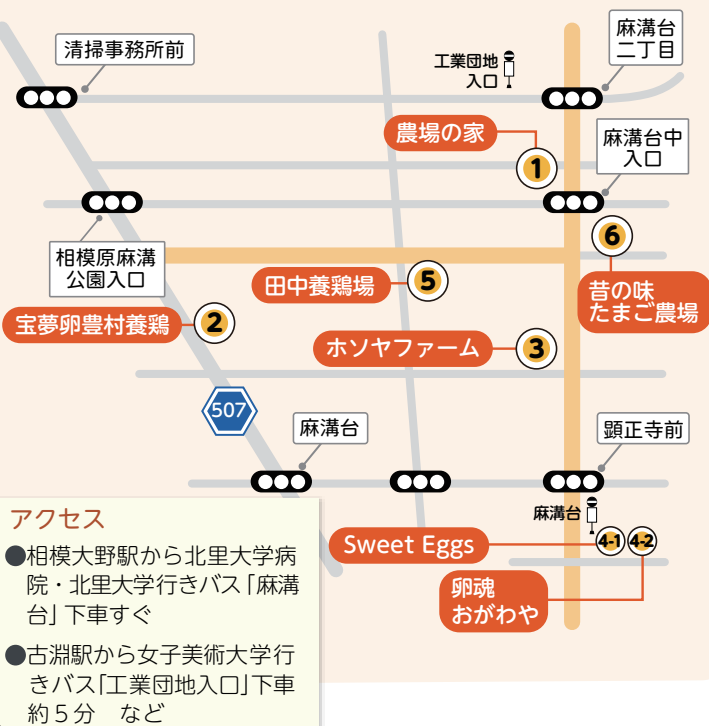 清掃事務所前
麻溝台
二丁目
工業団地
入口
農場の家
1
麻溝台中
入口
6
相模原麻溝
公園入口
田中養鶏場
5
昔の味
たまご農場
宝夢卵豊村養鶏
2
ホソヤファーム
3
507
麻溝台
顕正寺前
麻溝台
Sweet Eggs
4-1
4-2
卵魂
おがわや
アクセス
●相模大野駅から北里大学病
院・北里大学行きバス「麻溝
台」下車すぐ
●古淵駅から女子美術大学行
きバス「工業団地入口」下車
約5分 など